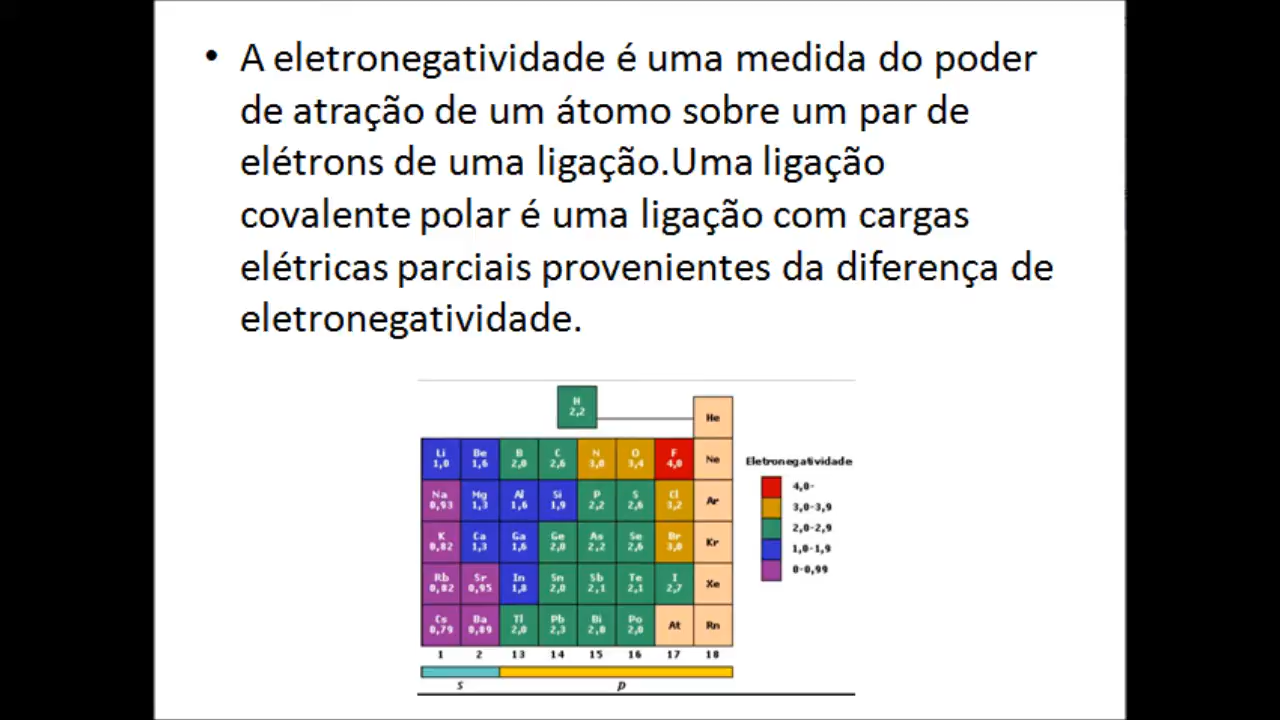 • A eletronegatividade é uma medida do poder
de atração de um átomo sobre um par de
elétrons de uma ligação.Uma ligação
covalente polar é uma ligação com cargas
elétricas parciais provenientes da diferença de
eletronegatividade.
H
2,2
He
Li Be B C N O F Ne
1,0 1,6 2,0 2,6 3,0 3,4 4,0
Eletronegatividade
4,0-
3,0-3,9
2,0-2,9
1,0-1,9
0-0,99
Na Mg Al Si P S Cl Ar
0,93 1,3 1,6 1,9 2,2 2,6 3,2
K Ca Ga Ge As Se Br Kr
0,82 1,3 1,6 2,0 2,2 2,6 3,0
Rb Sr In Sn Sb Te I Xe
0,82 0,95 1,8 2,0 2,1 2,1 2,7
Cs Ba Tl Pb Bi Po At Rn
0,79 0,89 2,0 2,3 2,0 2,0
1 2 13 14 15 16 17 18
s p